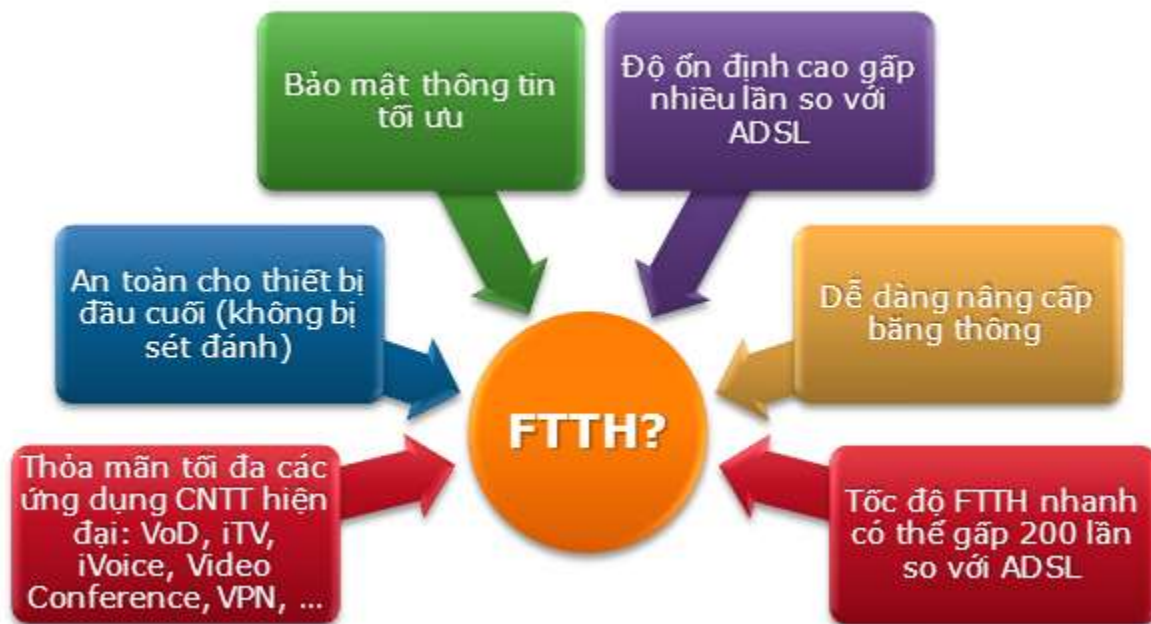 Bảo mật thông tin
tối ưu
Độ ổn định cao gấp
nhiều lần so với
ADSL
An toàn cho thiết bị
đầu cuối (không bị
sét đánh)
Dễ dàng nâng cấp
băng thông
FTTH?
Thỏa mãn tối đa các
ứng dụng CNTT hiện
đại: VoD, iTV,
iVoice, Video
Conference, VPN, ...
Tốc độ FTTH nhanh
có thể gấp 200 lần
so với ADSL